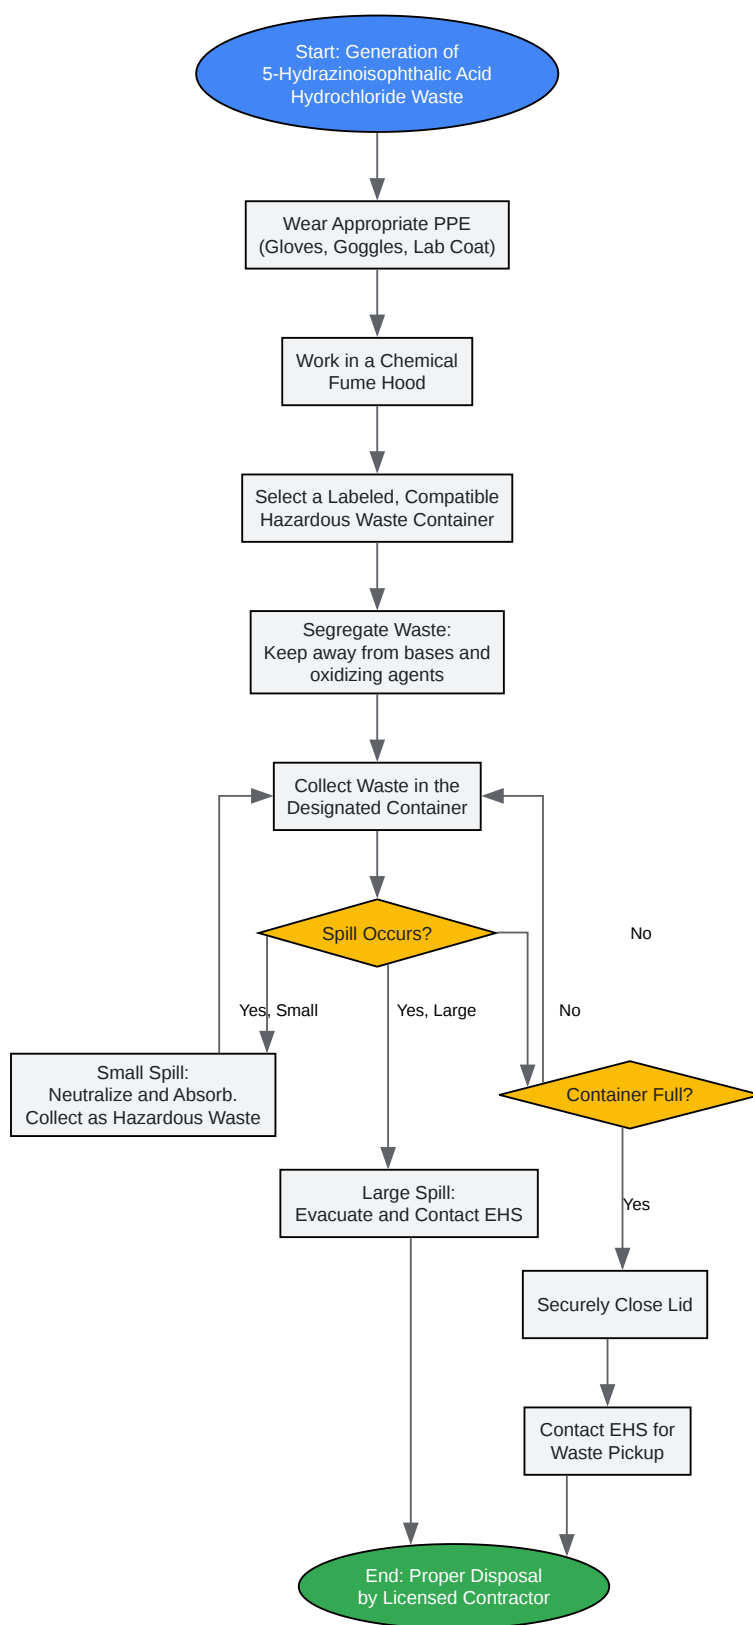 Start: Generation of
5-Hydrazinoisophthalic Acid
Hydrochloride Waste
Wear Appropriate PPE
(Gloves, Goggles, Lab Coat)
Work in a Chemical
Fume Hood
Select a Labeled, Compatible
Hazardous Waste Container
Segregate Waste:
Keep away from bases and
oxidizing agents
Collect Waste in the
Designated Container
Spill Occurs?
No
Yes, Small
Yes, Large
No
Small Spill:
Neutralize and Absorb.
Collect as Hazardous Waste
Container Full?
Large Spill:
Evacuate and Contact EHS
Yes
Securely Close Lid
Contact EHS for
Waste Pickup
End: Proper Disposal
by Licensed Contractor